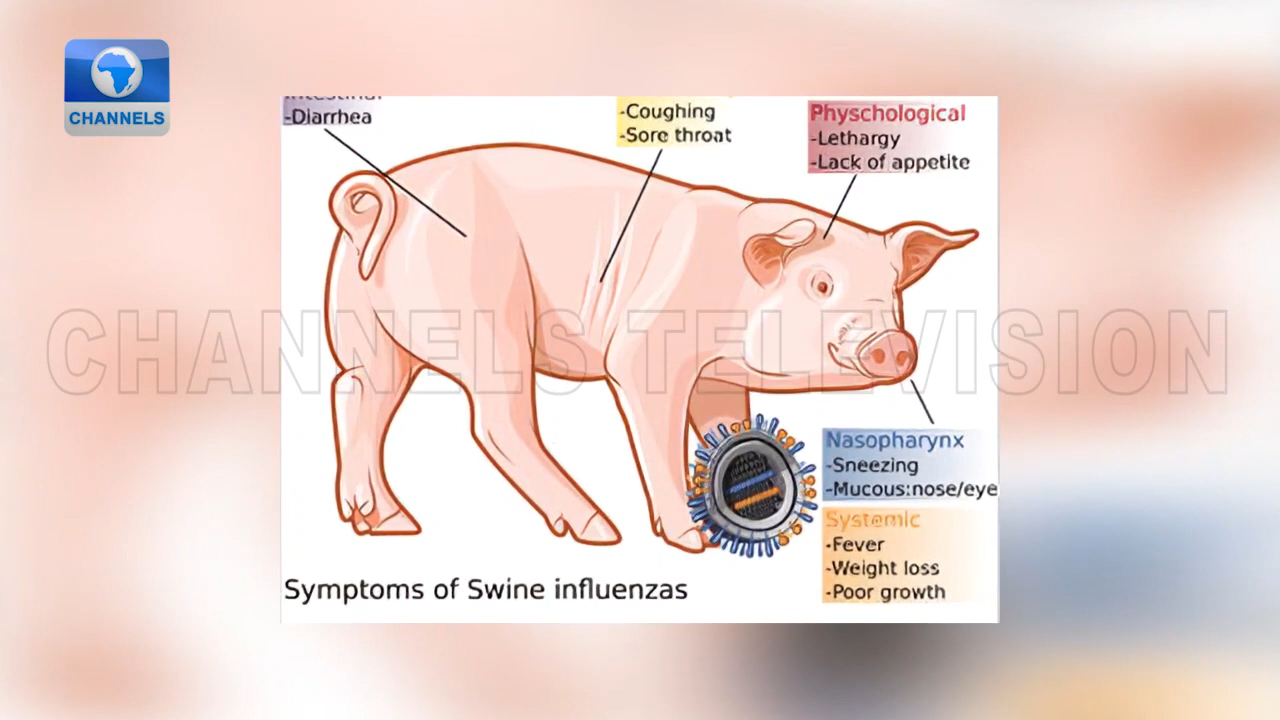 CHANNELS
Intestinal
-Diarrhea
-Coughing
-Sore throat
Physchological
-Lethargy
-Lack of appetite
CHANNELS TELEVISION
Nasopharynx
-Sneezing
-Mucous:nose/eye
Systemic
-Fever
-Weight loss
-Poor growth
Symptoms of Swine influenzas